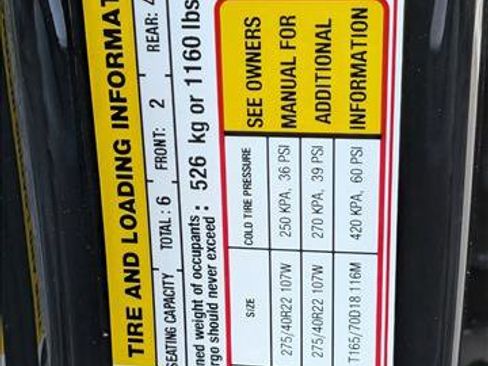 TIRE AND LOADING INFORMAT
SEATING CAPACITY TOTAL : 6 FRONT: 2 REAR:
ned weight of occupants :
rgo should never exceed : 526 kg or 1160 lbs
SIZE COLD TIRE PRESSURE
275/40R22 107W 250 KPA, 36 PSI
275/40R22 107W 270 KPA, 39 PSI
T165/70D18 116M 420 KPA, 60 PSI
SEE OWNERS
MANUAL FOR
ADDITIONAL
INFORMATION